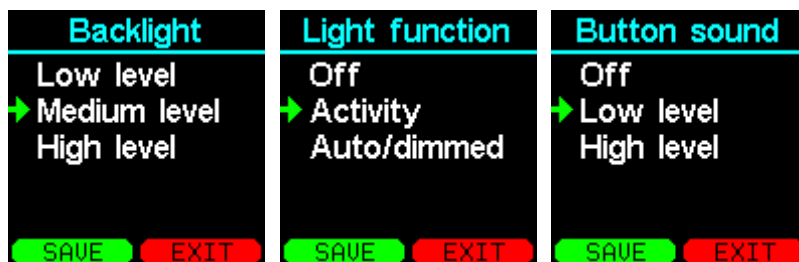 Backlight
Low level
Medium level
High level
SAVE EXIT
Light function
Off
Activity
Auto/dimmed
SAVE EXIT
Button sound
Off
Low level
High level
SAVE EXIT